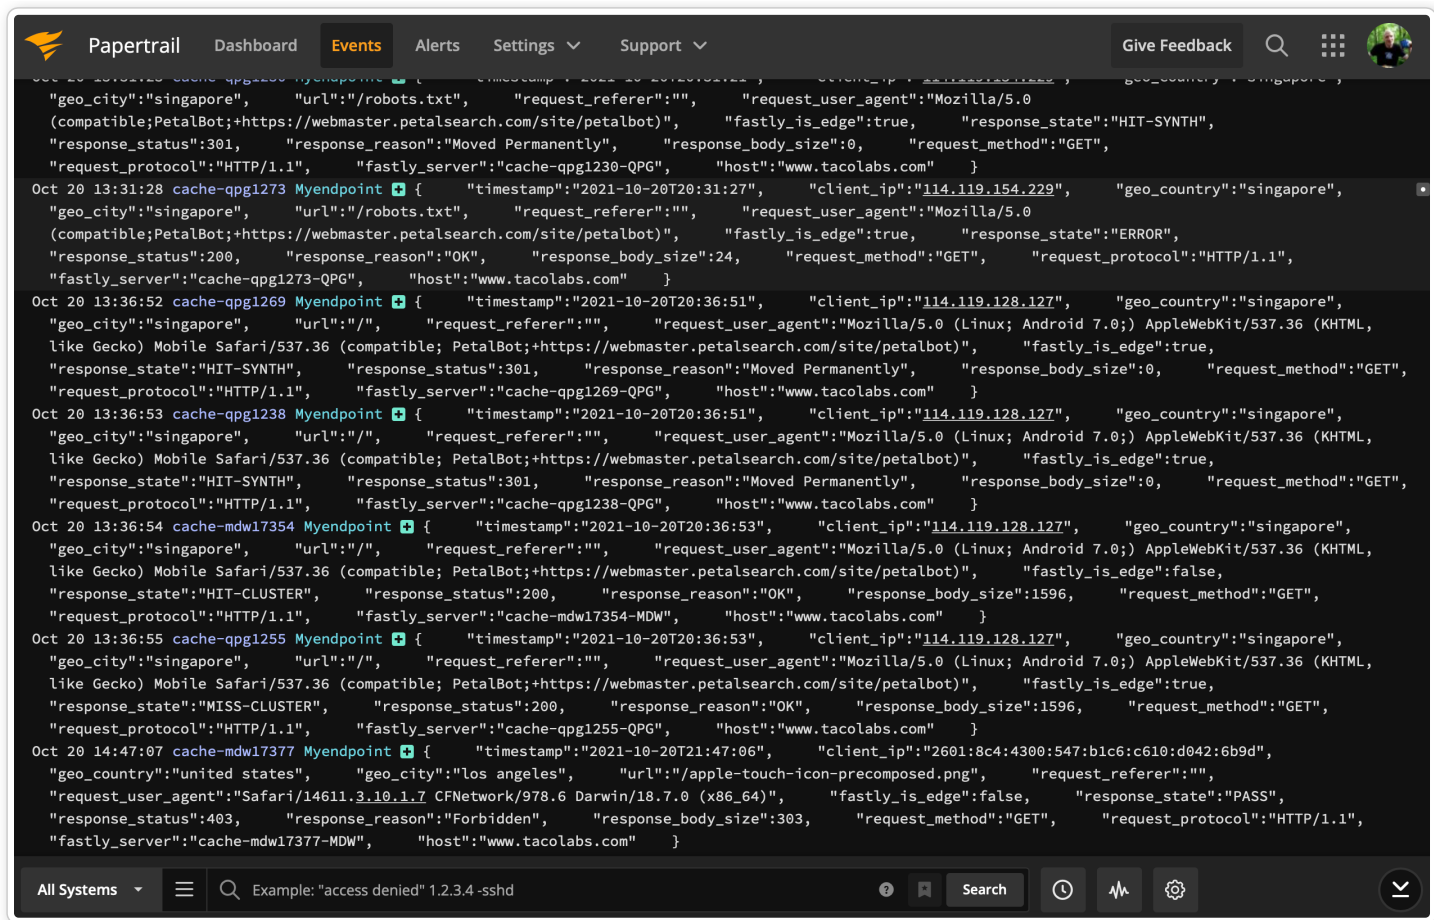 Papertrail Dashboard Events Alerts Settings Support Give Feedback
Oct 20 13:31:25 cache-qpg1230 Myendpoint { "timestamp":"2021-10-20T20:31:21", "client_ip":"114.119.154.229", "geo_country":"singapore",
"geo_city":"singapore", "url":"/robots.txt", "request_referer":"", "request_user_agent":"Mozilla/5.0
(compatible;PetalBot;+https://webmaster.petalsearch.com/site/petalbot)", "fastly_is_edge":true, "response_state":"HIT-SYNTH",
"response_status":301, "response_reason":"Moved Permanently", "response_body_size":0, "request_method":"GET",
"request_protocol":"HTTP/1.1", "fastly_server":"cache-qpg1230-QPG", "host":"www.tacolabs.com" }
Oct 20 13:31:28 cache-qpg1273 Myendpoint { "timestamp":"2021-10-20T20:31:27", "client_ip":"114.119.154.229", "geo_country":"singapore",
"geo_city":"singapore", "url":"/robots.txt", "request_referer":"", "request_user_agent":"Mozilla/5.0
(compatible;PetalBot;+https://webmaster.petalsearch.com/site/petalbot)", "fastly_is_edge":true, "response_state":"ERROR",
"response_status":200, "response_reason":"OK", "response_body_size":24, "request_method":"GET", "request_protocol":"HTTP/1.1",
"fastly_server":"cache-qpg1273-QPG", "host":"www.tacolabs.com" }
Oct 20 13:36:52 cache-qpg1269 Myendpoint { "timestamp":"2021-10-20T20:36:51", "client_ip":"114.119.128.127", "geo_country":"singapore",
"geo_city":"singapore", "url":"/", "request_referer":"", "request_user_agent":"Mozilla/5.0 (Linux; Android 7.0;) AppleWebKit/537.36 (KHTML,
like Gecko) Mobile Safari/537.36 (compatible; PetalBot;+https://webmaster.petalsearch.com/site/petalbot)", "fastly_is_edge":true,
"response_state":"HIT-SYNTH", "response_status":301, "response_reason":"Moved Permanently", "response_body_size":0, "request_method":"GET",
"request_protocol":"HTTP/1.1", "fastly_server":"cache-qpg1269-QPG", "host":"www.tacolabs.com" }
Oct 20 13:36:53 cache-qpg1238 Myendpoint { "timestamp":"2021-10-20T20:36:51", "client_ip":"114.119.128.127", "geo_country":"singapore",
"geo_city":"singapore", "url":"/", "request_referer":"", "request_user_agent":"Mozilla/5.0 (Linux; Android 7.0;) AppleWebKit/537.36 (KHTML,
like Gecko) Mobile Safari/537.36 (compatible; PetalBot;+https://webmaster.petalsearch.com/site/petalbot)", "fastly_is_edge":true,
"response_state":"HIT-SYNTH", "response_status":301, "response_reason":"Moved Permanently", "response_body_size":0, "request_method":"GET",
"request_protocol":"HTTP/1.1", "fastly_server":"cache-qpg1238-QPG", "host":"www.tacolabs.com" }
Oct 20 13:36:54 cache-mdw17354 Myendpoint { "timestamp":"2021-10-20T20:36:53", "client_ip":"114.119.128.127", "geo_country":"singapore",
"geo_city":"singapore", "url":"/", "request_referer":"", "request_user_agent":"Mozilla/5.0 (Linux; Android 7.0;) AppleWebKit/537.36 (KHTML,
like Gecko) Mobile Safari/537.36 (compatible; PetalBot;+https://webmaster.petalsearch.com/site/petalbot)", "fastly_is_edge":false,
"response_state":"HIT-CLUSTER", "response_status":200, "response_reason":"OK", "response_body_size":1596, "request_method":"GET",
"request_protocol":"HTTP/1.1", "fastly_server":"cache-mdw17354-MDW", "host":"www.tacolabs.com" }
Oct 20 13:36:55 cache-qpg1255 Myendpoint { "timestamp":"2021-10-20T20:36:53", "client_ip":"114.119.128.127", "geo_country":"singapore",
"geo_city":"singapore", "url":"/", "request_referer":"", "request_user_agent":"Mozilla/5.0 (Linux; Android 7.0;) AppleWebKit/537.36 (KHTML,
like Gecko) Mobile Safari/537.36 (compatible; PetalBot;+https://webmaster.petalsearch.com/site/petalbot)", "fastly_is_edge":true,
"response_state":"MISS-CLUSTER", "response_status":200, "response_reason":"OK", "response_body_size":1596, "request_method":"GET",
"request_protocol":"HTTP/1.1", "fastly_server":"cache-qpg1255-QPG", "host":"www.tacolabs.com" }
Oct 20 14:47:07 cache-mdw17377 Myendpoint { "timestamp":"2021-10-20T21:47:06", "client_ip":"2601:8c4:4300:547:b1c6:c610:d042:6b9d",
"geo_country":"united states", "geo_city":"los angeles", "url":"/apple-touch-icon-precomposed.png", "request_referer":"",
"request_user_agent":"Safari/14611.3.10.1.7 CFNetwork/978.6 Darwin/18.7.0 (x86_64)", "fastly_is_edge":false, "response_state":"PASS",
"response_status":403, "response_reason":"Forbidden", "response_body_size":303, "request_method":"GET", "request_protocol":"HTTP/1.1",
"fastly_server":"cache-mdw17377-MDW", "host":"www.tacolabs.com" }
All Systems Example: "access denied" 1.2.3.4 -sshd Search